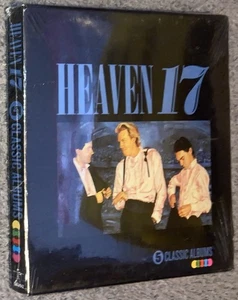 HEAVEN 17
5 CLASSIC ALBUMS
HEAVEN 17 5 CLASSIC ALBUMS